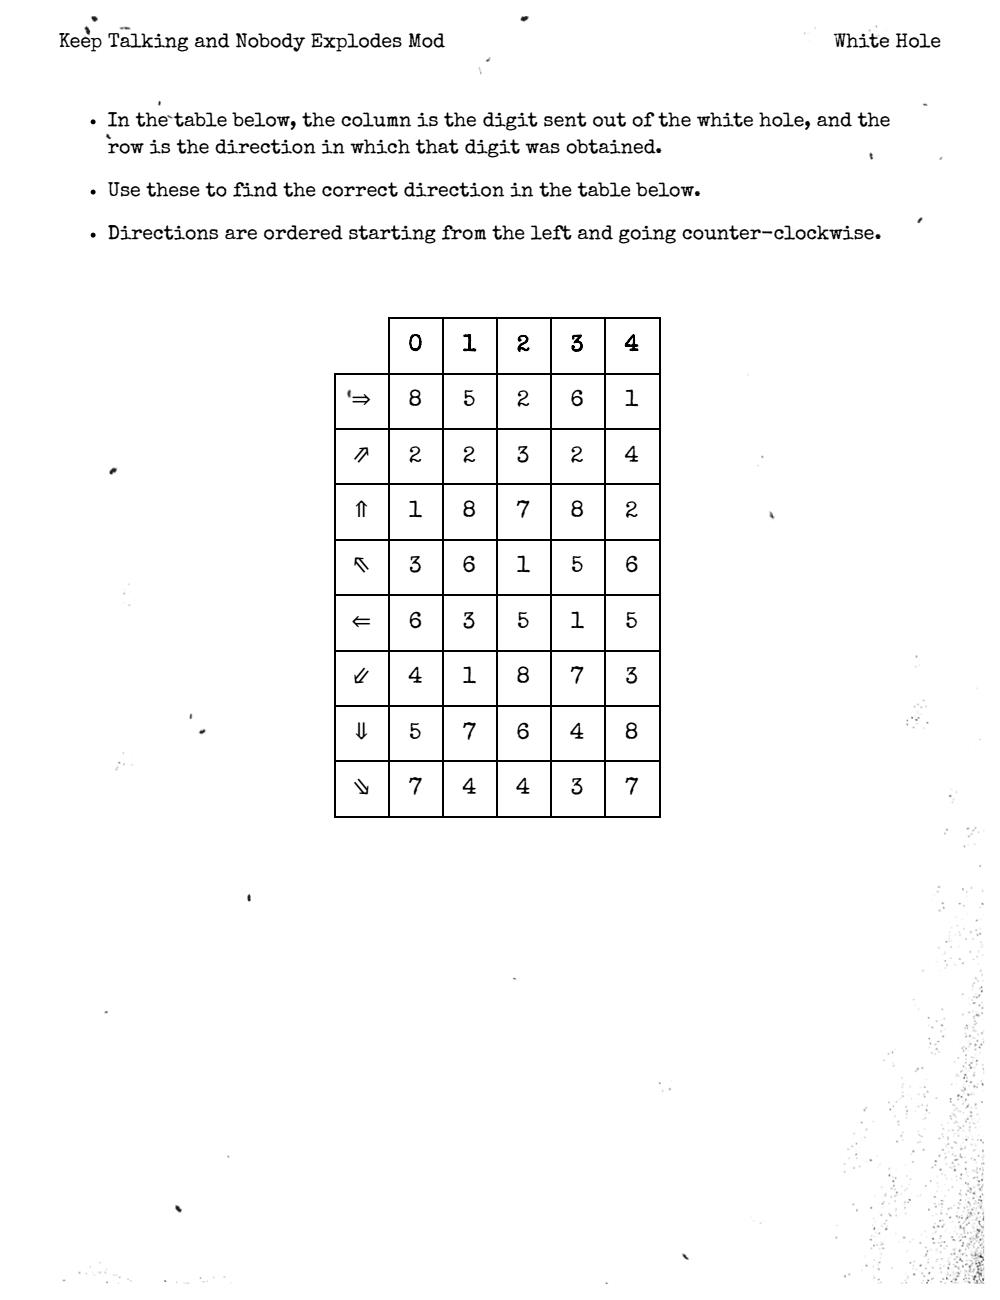 Keep Talking and Nobody Explodes Mod White Hole
• In the table below, the column is the digit sent out of the white hole, and the
row is the direction in which that digit was obtained.
• Use these to find the correct direction in the table below.
• Directions are ordered starting from the left and going counter-clockwise.
0 1 2 3 4
⇒ 8 5 2 6 1
⇗ 2 2 3 2 4
⇑ 1 8 7 8 2
⇖ 3 6 1 5 6
⇐ 6 3 5 1 5
⇙ 4 1 8 7 3
⇓ 5 7 6 4 8
⇘ 7 4 4 3 7